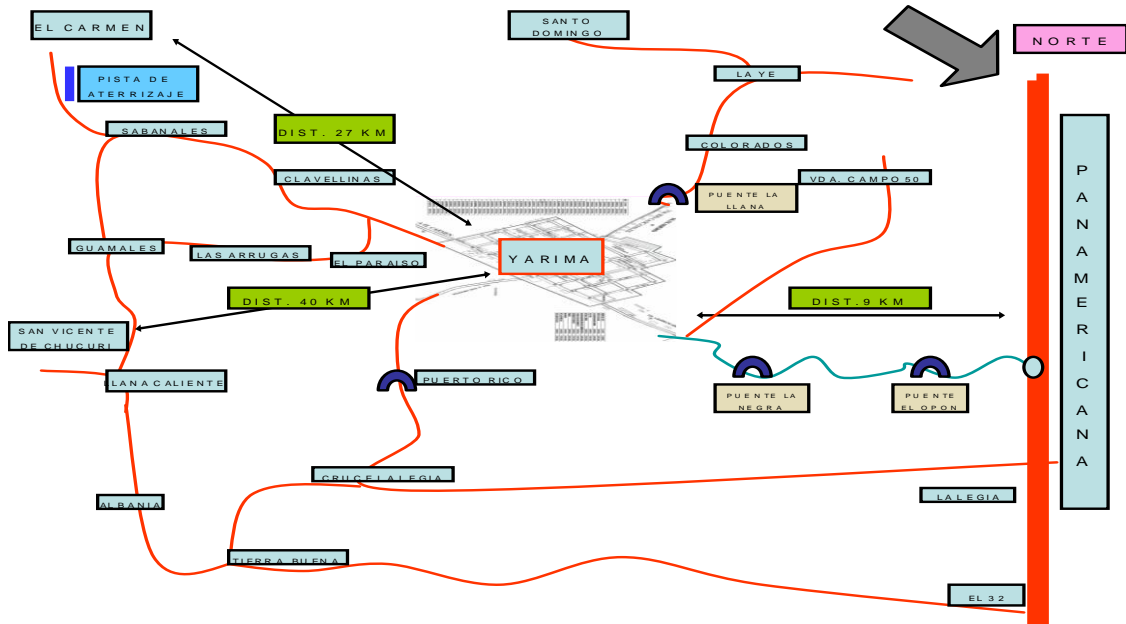 EL CARMEN
SANTO
DOMINGO
NORTE
LA YE
PISTA DE
ATERRIZAJE
SABANALES
DIST. 27 KM
COLORADOS
CLAVELLINAS
VDA. CAMPO 50
PUENTE LA
LLANA
GUAMALES
LAS ARRUGAS
EL PARAISO
YARIMA
DIST. 40 KM
DIST. 9 KM
PANAMERICANA
SAN VICENTE
DE CHUCURI
LLANA CALIENTE
PUERTO RICO
PUENTE LA
NEGRA
PUENTE
EL OPON
CRUCE LA LEGIA
LA LEGIA
ALBANIA
TIERRA BUENA
EL 32